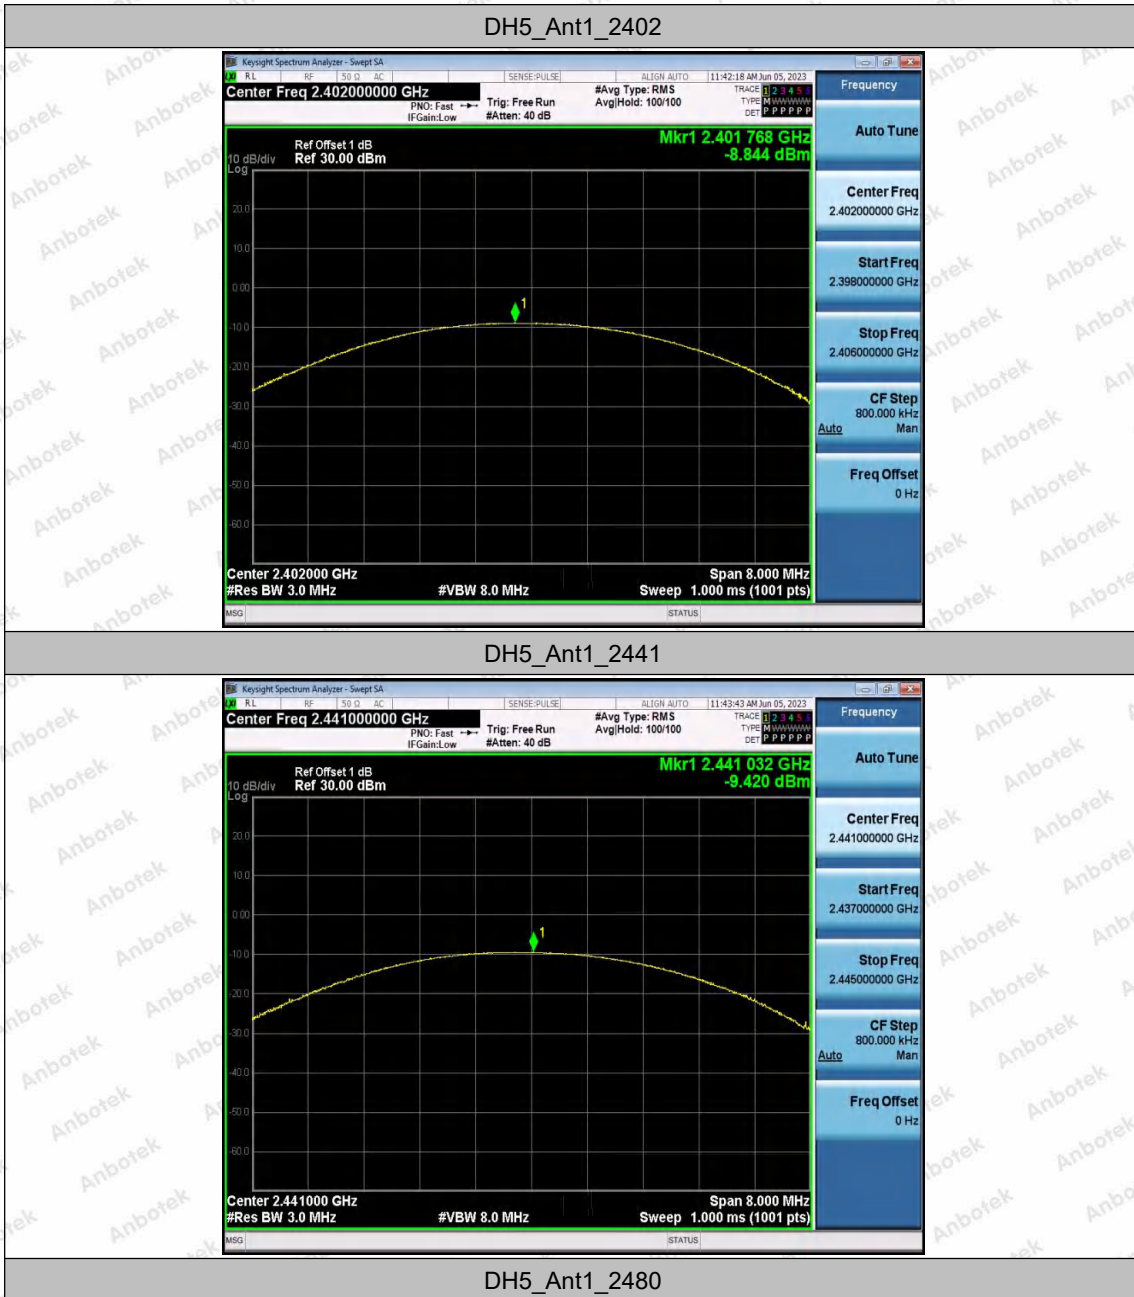 DH5_Ant1_2402
Keysight Spectrum Analyzer - Swept SA
RL RF 50 Ω AC SENSE:PULSE ALIGN AUTO 11:42:18 AM Jun 05, 2023
Center Freq 2.402000000 GHz
PNO: Fast
IFGain:Low
Trig: Free Run
#Atten: 40 dB
#Avg Type: RMS
Avg|Hold: 100/100
TRACE 1 2 3 4 5 6
TYPE M WWWWW
DET P P P P P P
Frequency
Mkr1 2.401 768 GHz
-8.844 dBm
Ref Offset 1 dB
10 dB/div Ref 30.00 dBm
Log
20.0
10.0
0.00
-10.0
-20.0
-30.0
-40.0
-50.0
-60.0
1
Auto Tune
Center Freq
2.402000000 GHz
Start Freq
2.398000000 GHz
Stop Freq
2.406000000 GHz
CF Step
800.000 kHz
Auto Man
Freq Offset
0 Hz
Center 2.402000 GHz Span 8.000 MHz
#Res BW 3.0 MHz #VBW 8.0 MHz Sweep 1.000 ms (1001 pts)
MSG STATUS
DH5_Ant1_2441
Keysight Spectrum Analyzer - Swept SA
RL RF 50 Ω AC SENSE:PULSE ALIGN AUTO 11:43:43 AM Jun 05, 2023
Center Freq 2.441000000 GHz
PNO: Fast
IFGain:Low
Trig: Free Run
#Atten: 40 dB
#Avg Type: RMS
Avg|Hold: 100/100
TRACE 1 2 3 4 5 6
TYPE M WWWWW
DET P P P P P P
Frequency
Mkr1 2.441 032 GHz
-9.420 dBm
Ref Offset 1 dB
10 dB/div Ref 30.00 dBm
Log
20.0
10.0
0.00
-10.0
-20.0
-30.0
-40.0
-50.0
-60.0
1
Auto Tune
Center Freq
2.441000000 GHz
Start Freq
2.437000000 GHz
Stop Freq
2.445000000 GHz
CF Step
800.000 kHz
Auto Man
Freq Offset
0 Hz
Center 2.441000 GHz Span 8.000 MHz
#Res BW 3.0 MHz #VBW 8.0 MHz Sweep 1.000 ms (1001 pts)
MSG STATUS
DH5_Ant1_2480
Anbotek